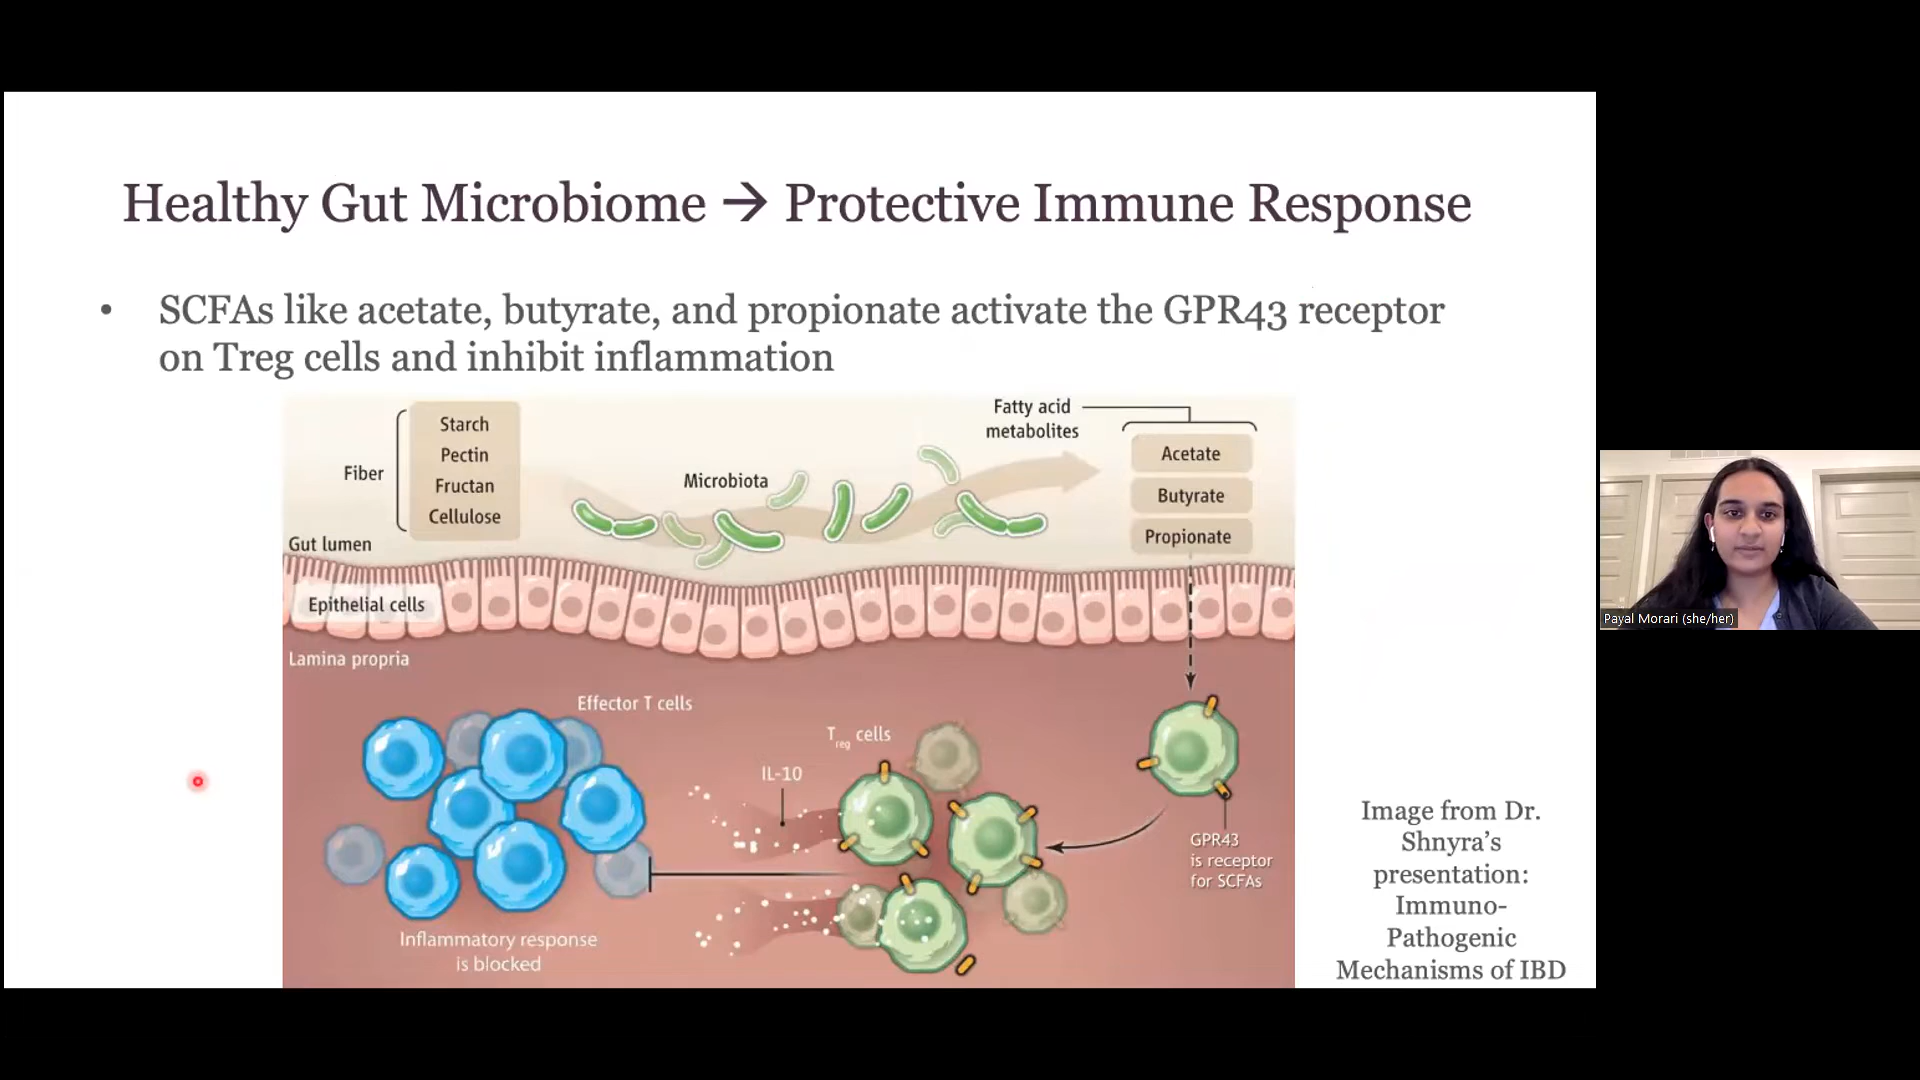 Healthy Gut Microbiome → Protective Immune Response
• SCFAs like acetate, butyrate, and propionate activate the GPR43 receptor
on Treg cells and inhibit inflammation
Fiber
Starch
Pectin
Fructan
Cellulose
Microbiota
Fatty acid
metabolites
Acetate
Butyrate
Propionate
Gut lumen
Epithelial cells
Lamina propria
Effector T cells
Treg cells
IL-10
GPR43
is receptor
for SCFAs
Inflammatory response
is blocked
Image from Dr.
Shnyra's
presentation:
Immuno-
Pathogenic
Mechanisms of IBD
Payal Morari (she/her)